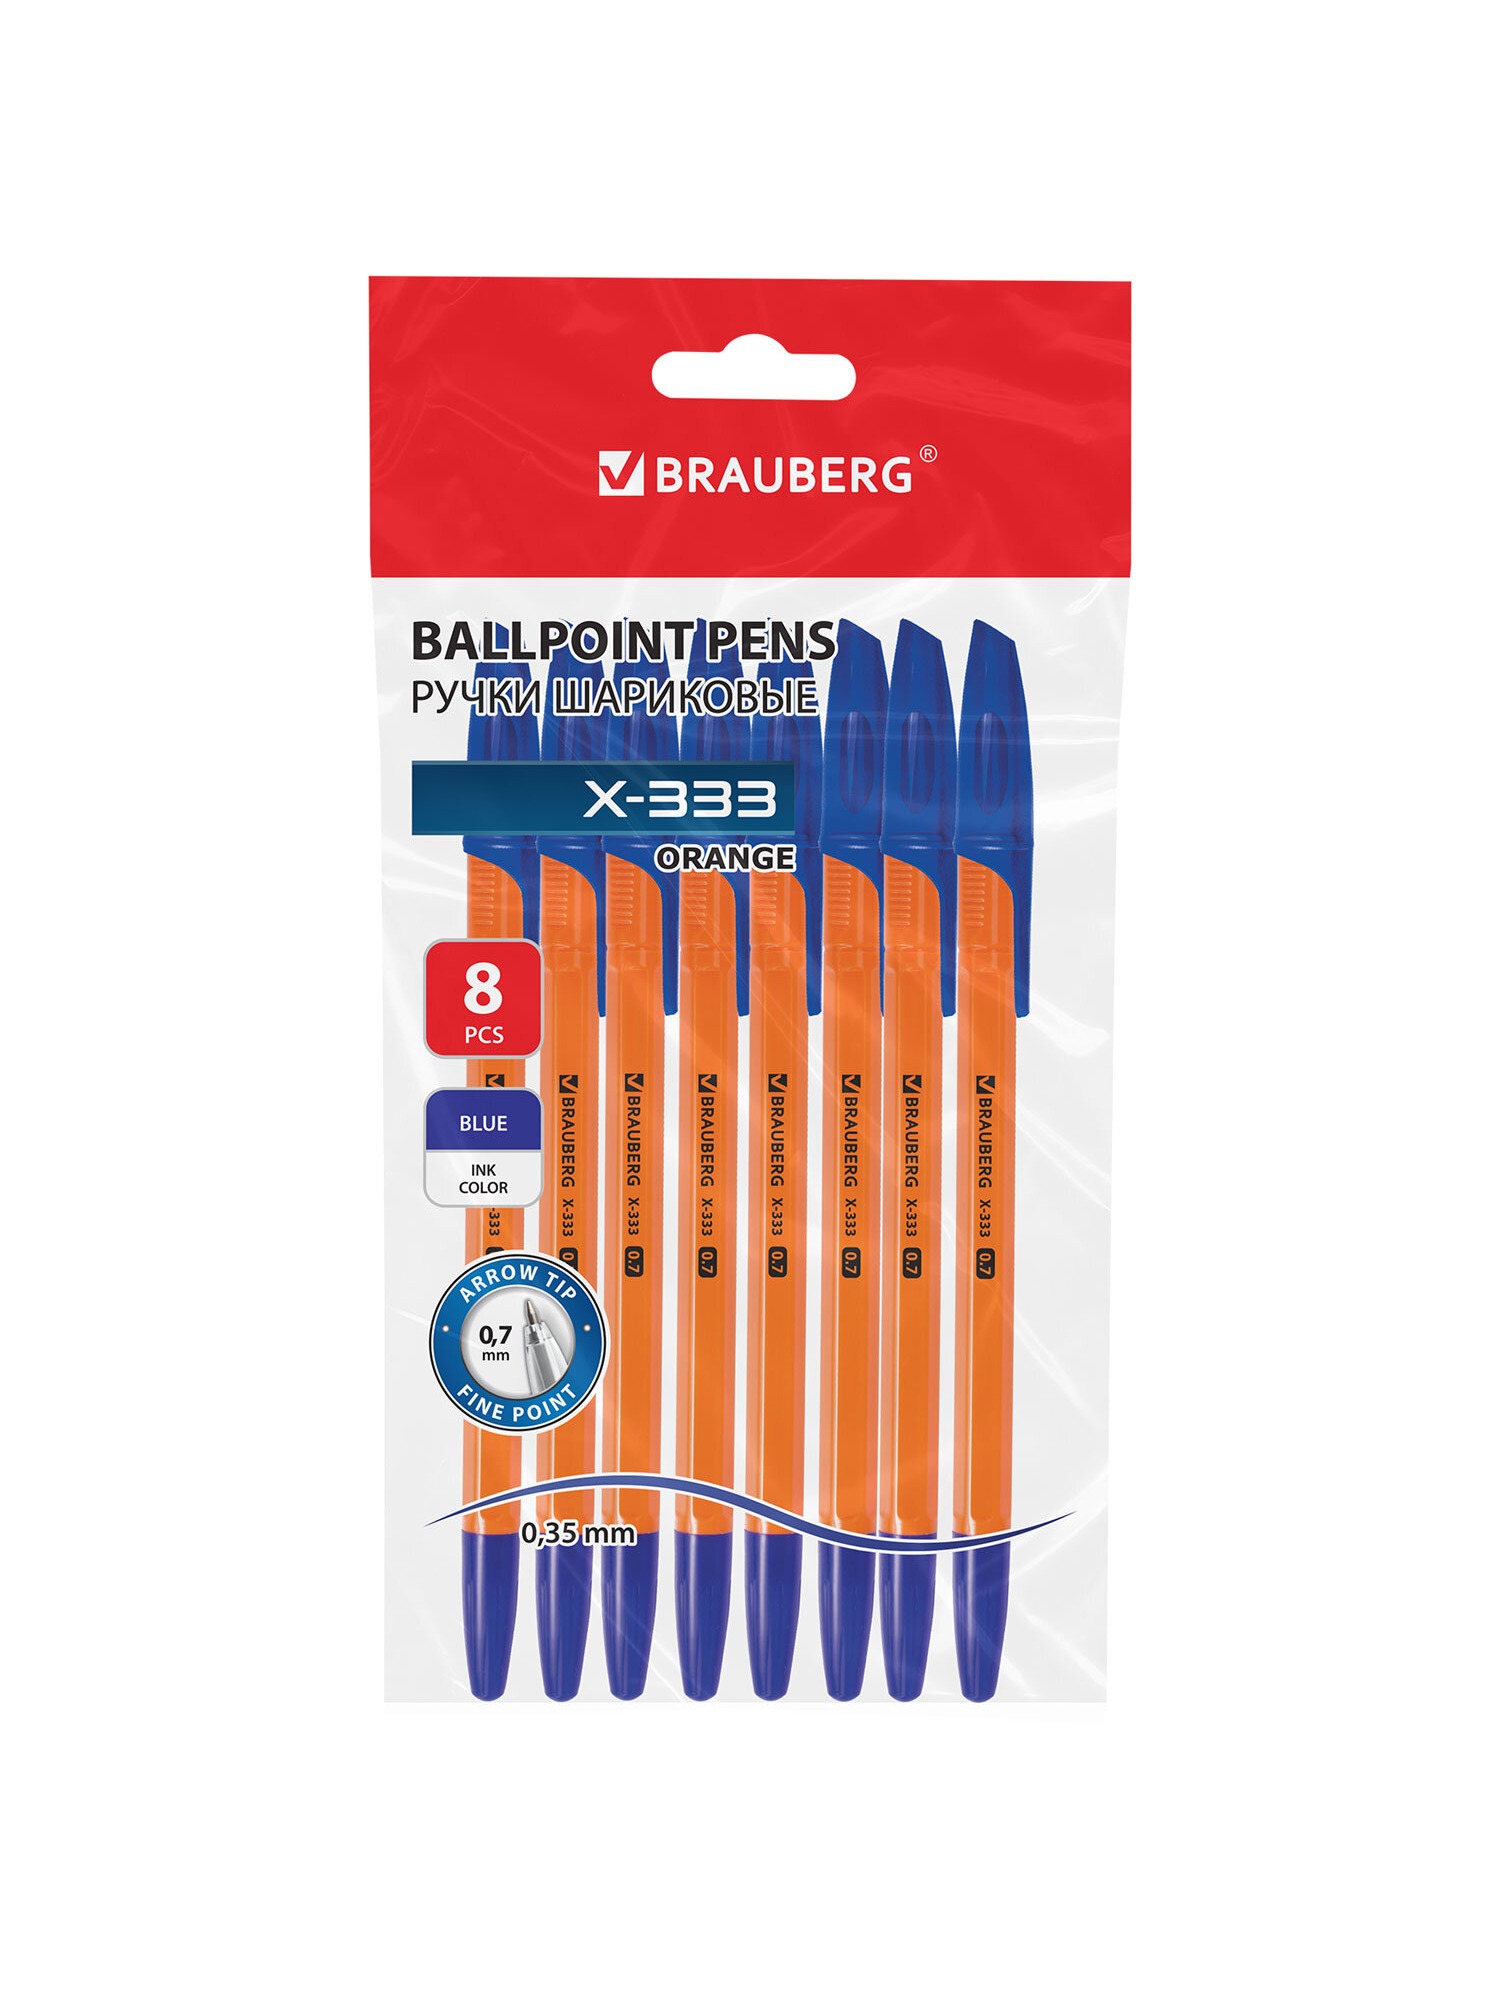 BRAUBERG®
BALLPOINT PENS
РУЧКИ ШАРИКОВЫЕ
X-333
ORANGE
8
PCS
BLUE
INK
COLOR
ARROW TIP
0,7
mm
FINE POINT
0,35 mm
X-333
BRAUBERG X-333 0.7
BRAUBERG X-333 0.7
BRAUBERG X-333 0.7
BRAUBERG X-333 0.7
BRAUBERG X-333 0.7
BRAUBERG X-333 0.7
BRAUBERG X-333 0.7